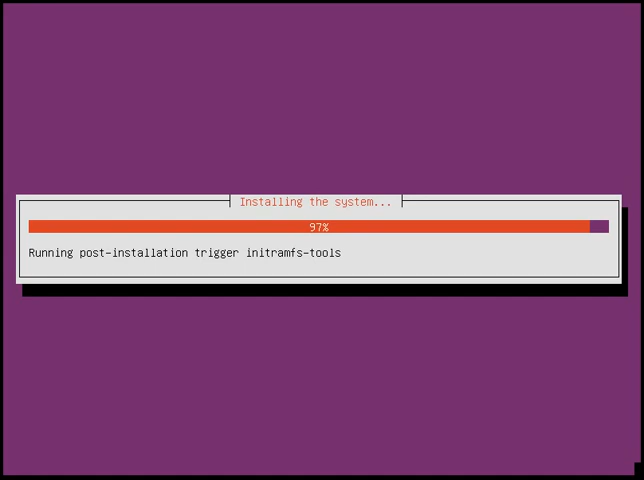 Installing the system...
97%
Running post-installation trigger initramfs-tools